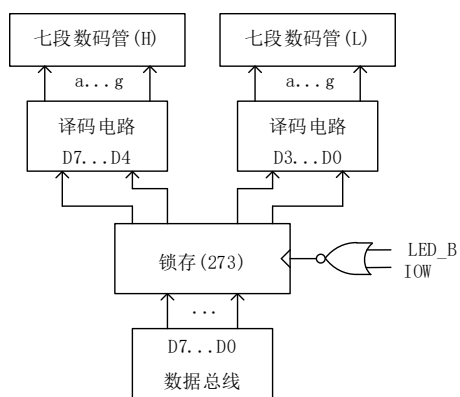 七段数码管(H)
七段数码管(L)
a...g
a...g
译码电路
D7...D4
译码电路
D3...D0
锁存(273)
LED_B
IOW
...
D7...D0
数据总线